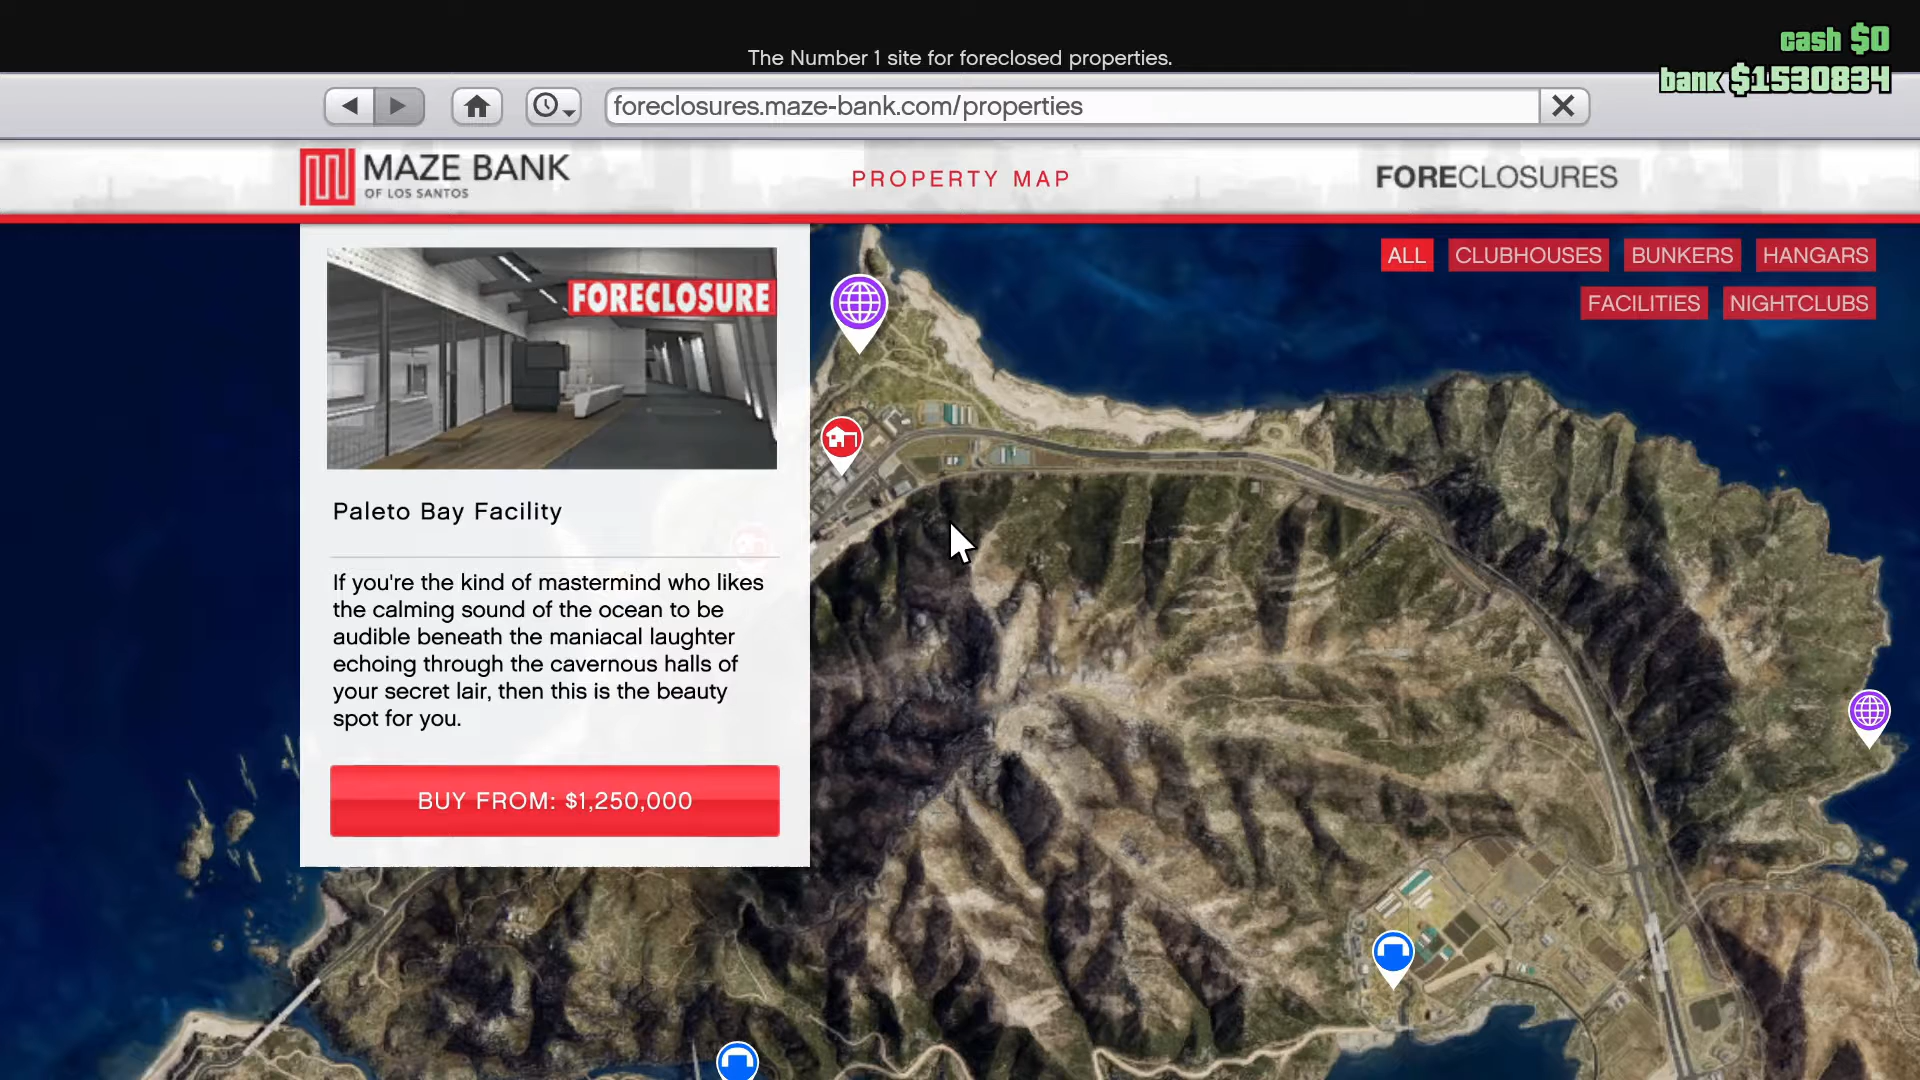 cash $0
The Number 1 site for foreclosed properties.
bank $1530834
foreclosures.maze-bank.com/properties
MAZE BANK
OF LOS SANTOS
PROPERTY MAP
FORECLOSURES
ALL CLUBHOUSES BUNKERS HANGARS
FACILITIES NIGHTCLUBS
FORECLOSURE
Paleto Bay Facility
If you're the kind of mastermind who likes
the calming sound of the ocean to be
audible beneath the maniacal laughter
echoing through the cavernous halls of
your secret lair, then this is the beauty
spot for you.
BUY FROM: $1,250,000